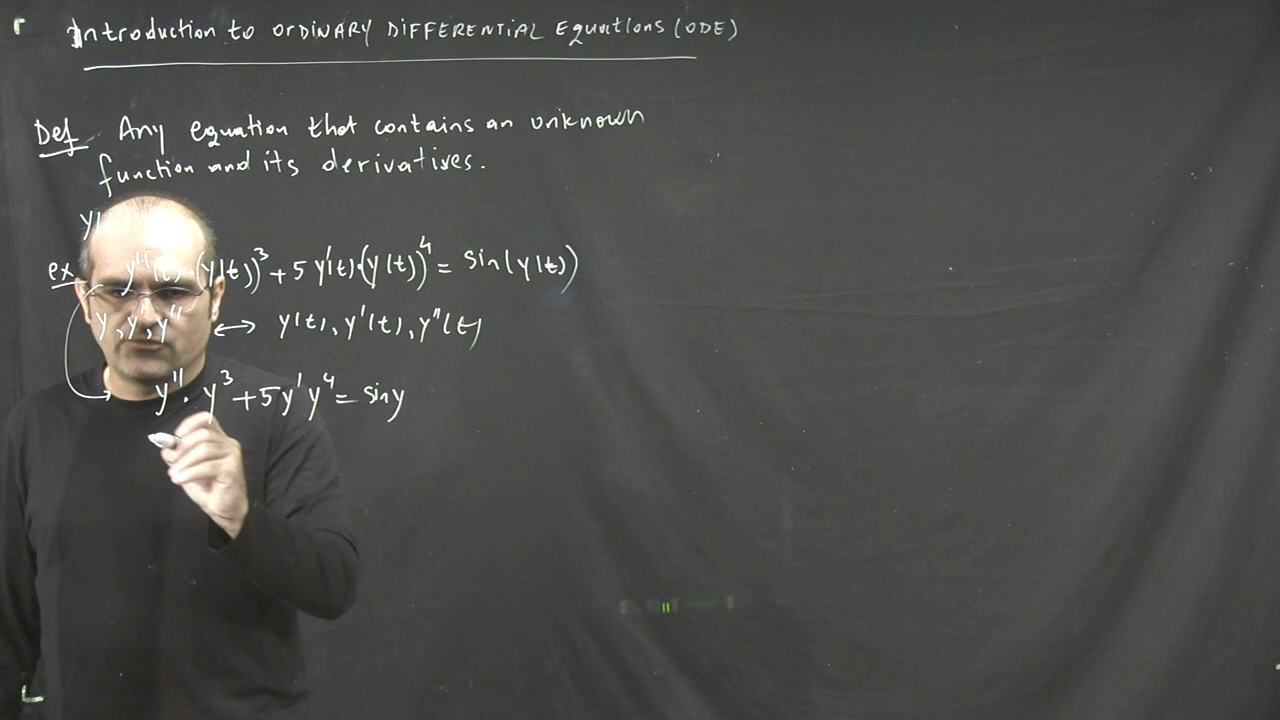 Introduction to ORDINARY DIFFERENTIAL Equations (ODE)
Def. Any equation that contains an unknown
function and its derivatives.
y(
ex y''(t)·(y(t))³ + 5 y'(t)·(y(t))⁴ = sin(y(t))
y, y', y'' ↔ y(t), y'(t), y''(t)
y''· y³ + 5 y' y⁴ = sin y